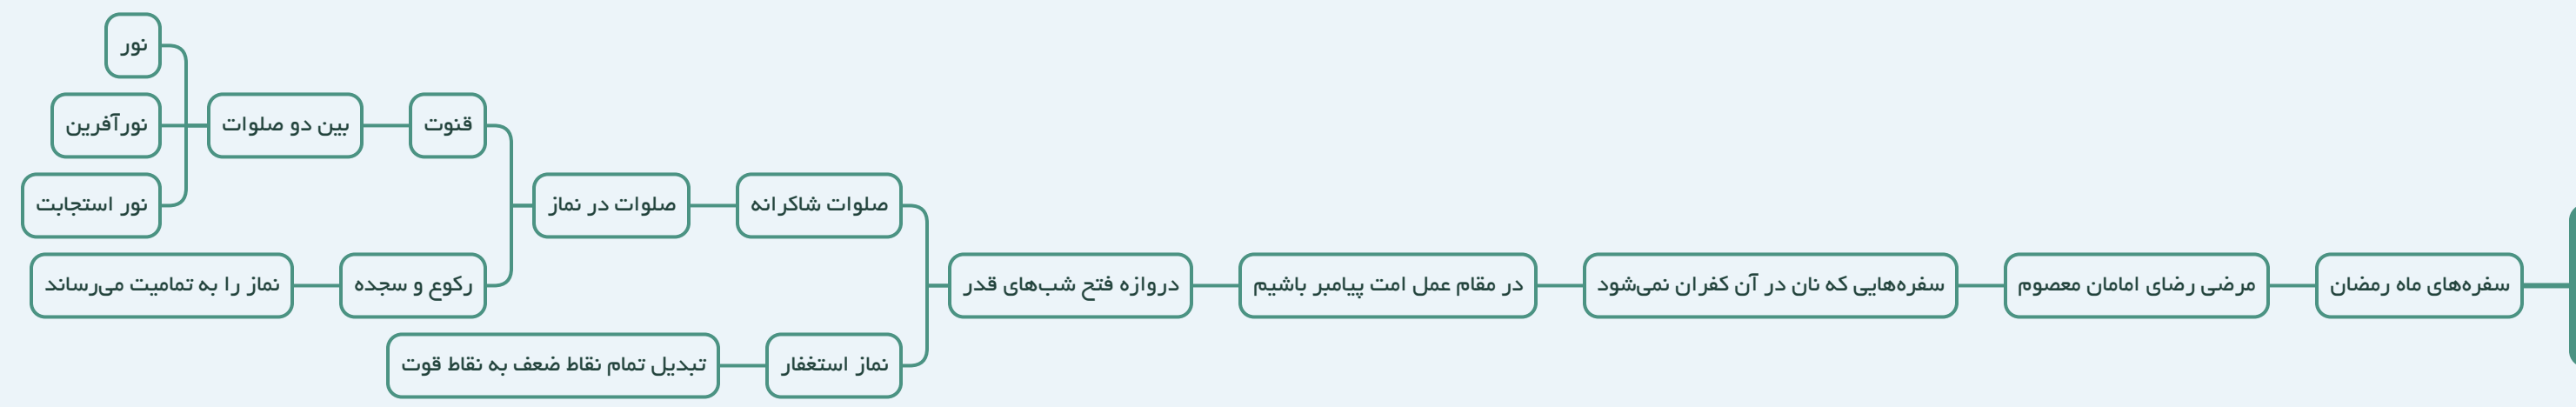 سفره‌های ماه رمضان
مرضی رضای امامان معصوم
سفره‌هایی که نان در آن کفران نمی‌شود
در مقام عمل امت پیامبر باشیم
دروازه فتح شب‌های قدر
صلوات شاکرانه
صلوات در نماز
قنوت
بین دو صلوات
نور
نورآفرین
نور استجابت
رکوع و سجده
نماز را به تمامیت می‌رساند
نماز استغفار
تبدیل تمام نقاط ضعف به نقاط قوت